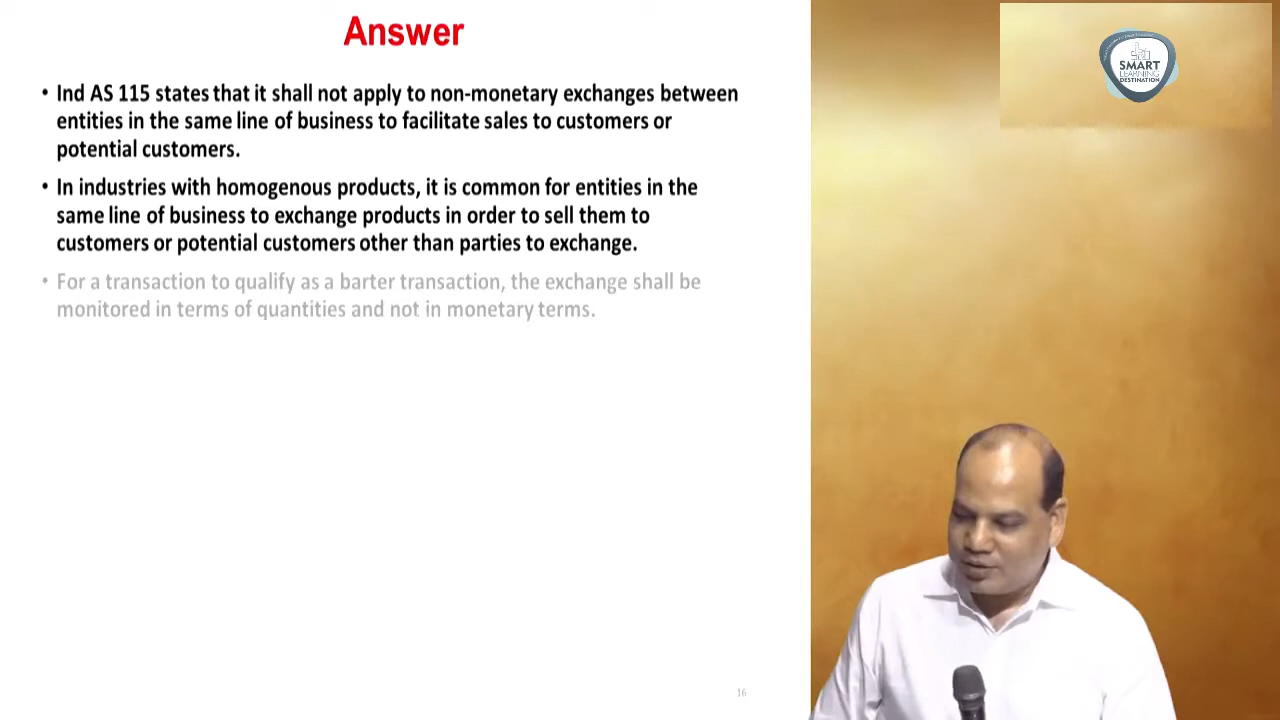 Answer
• Ind AS 115 states that it shall not apply to non-monetary exchanges between
entities in the same line of business to facilitate sales to customers or
potential customers.
• In industries with homogenous products, it is common for entities in the
same line of business to exchange products in order to sell them to
customers or potential customers other than parties to exchange.
• For a transaction to qualify as a barter transaction, the exchange shall be
monitored in terms of quantities and not in monetary terms.
16
SMART
LEARNING
DESTINATION